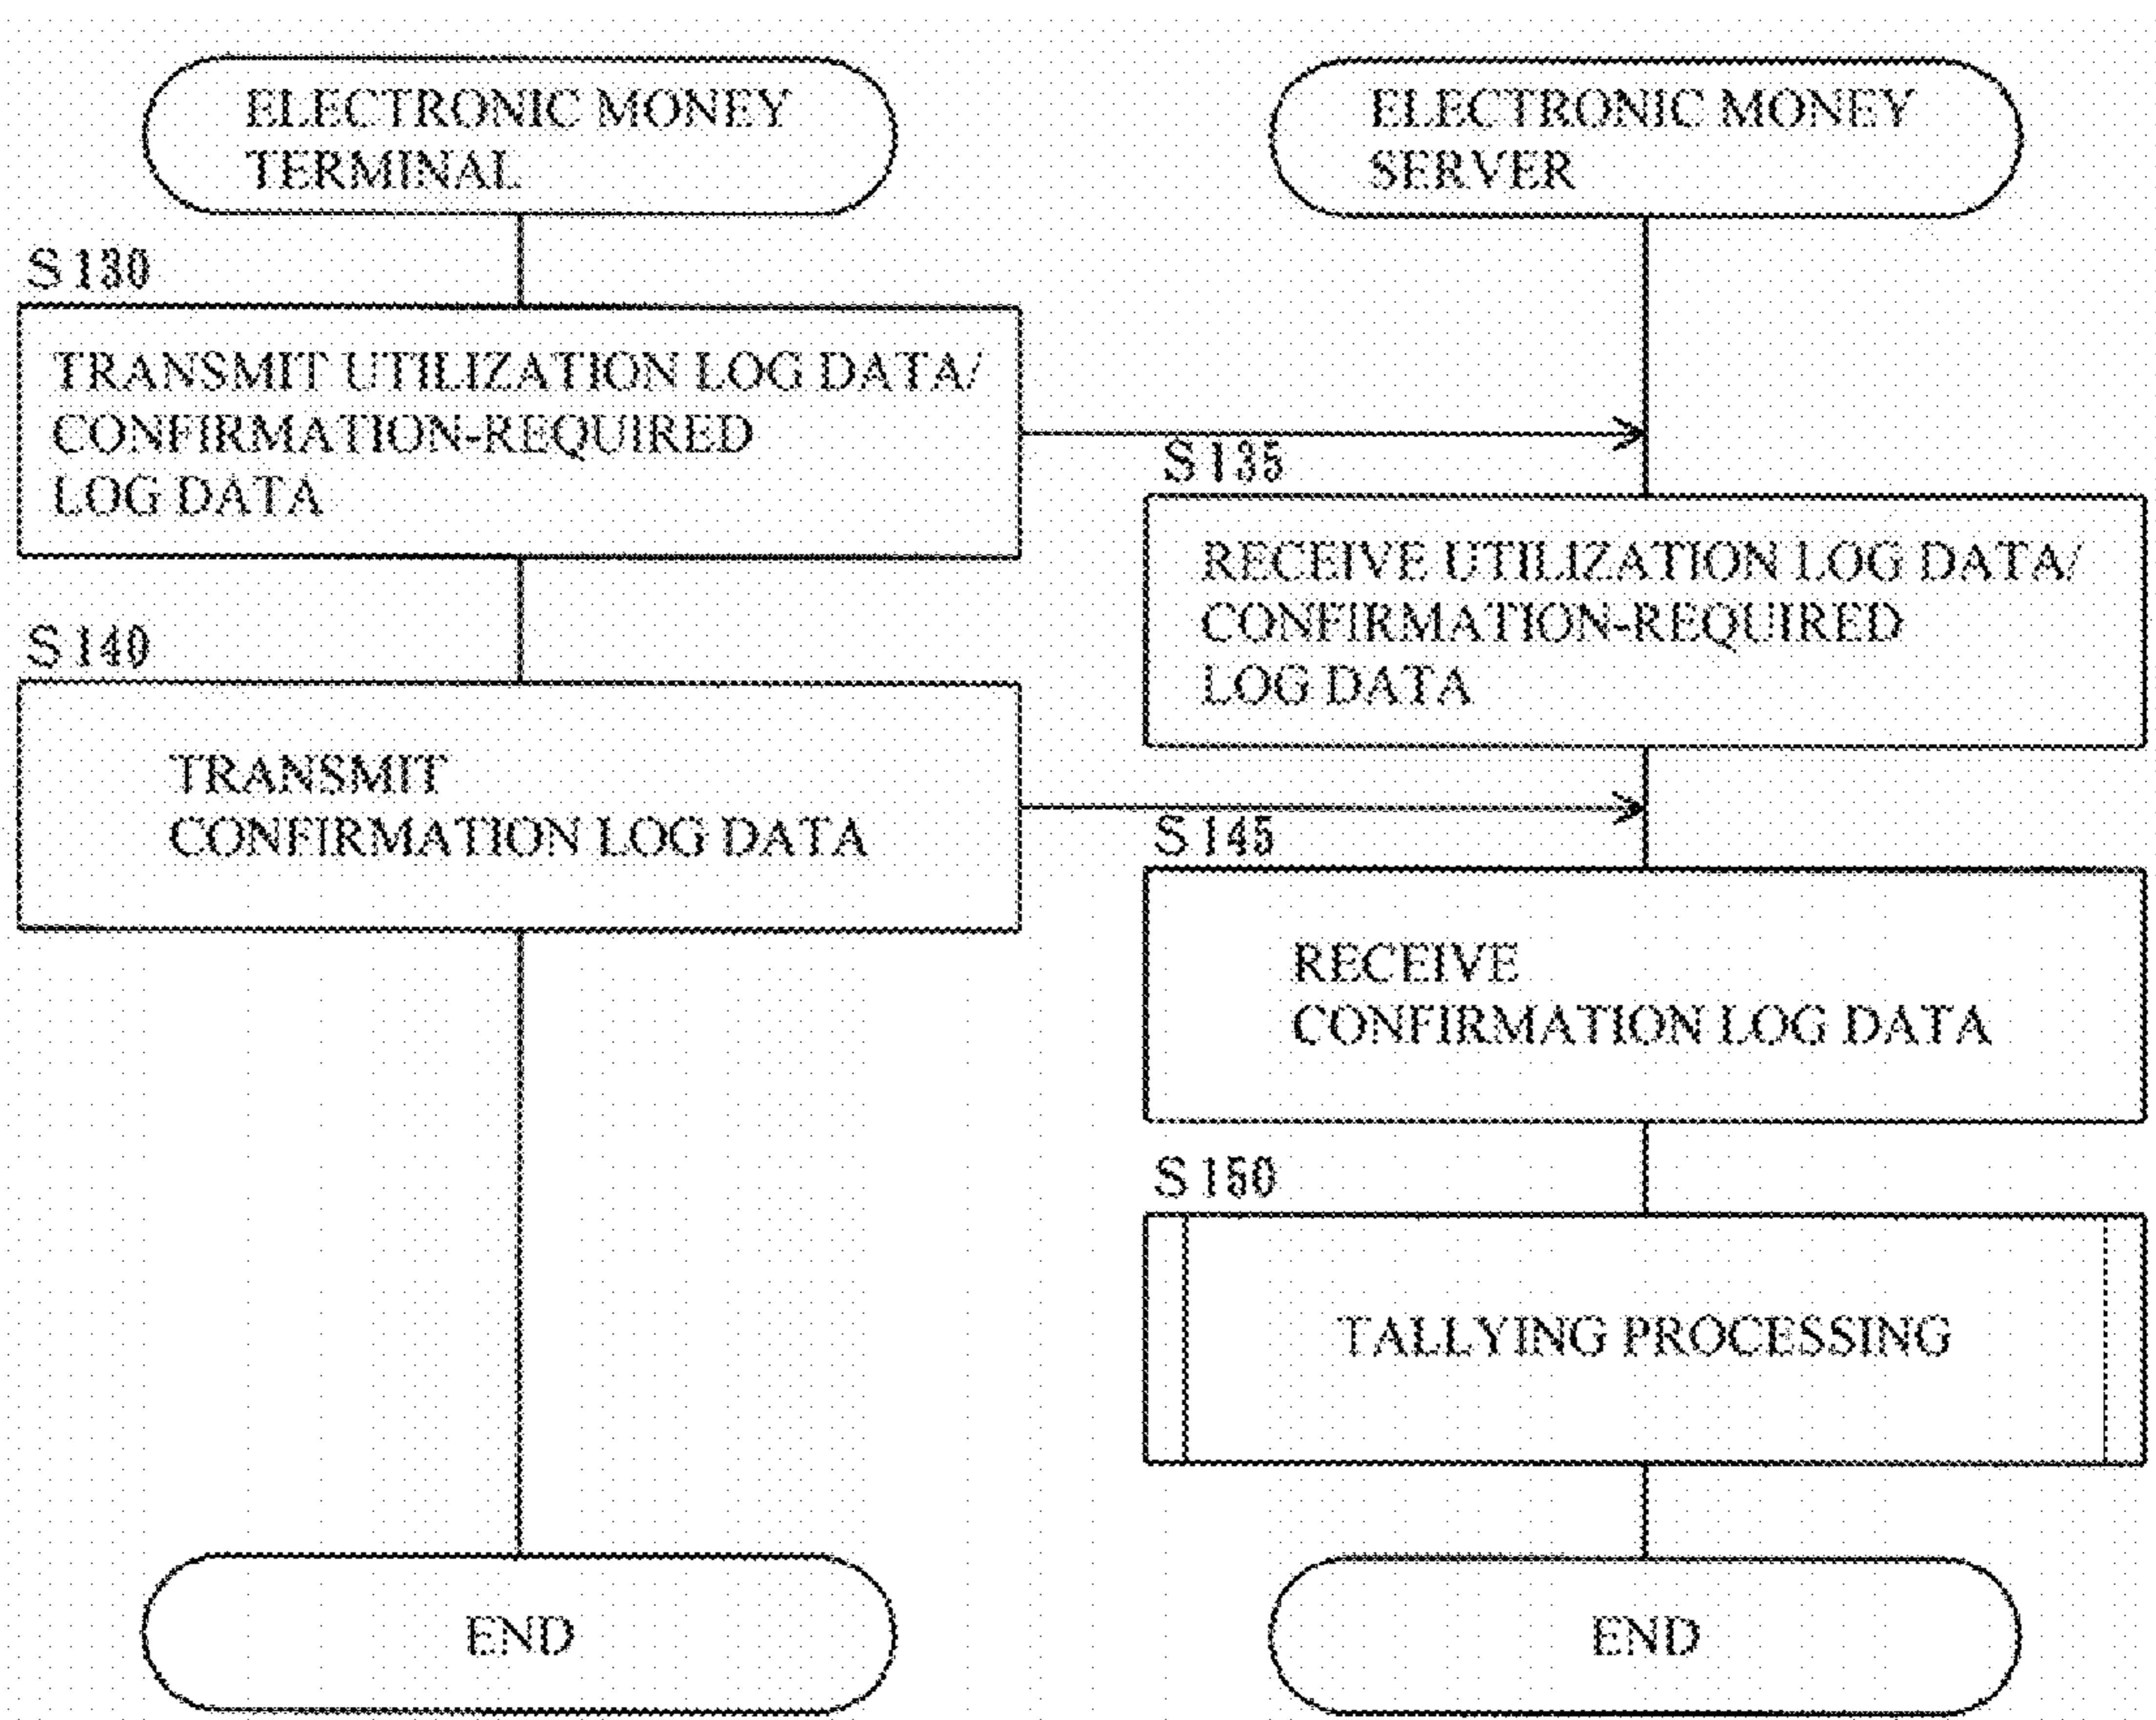 ELECTRONIC MONEY
TERMINAL
ELECTRONIC MONEY
SERVER
S130
TRANSMIT UTILIZATION LOG DATA/
CONFIRMATION-REQUIRED
LOG DATA
S135
RECEIVE UTILIZATION LOG DATA/
CONFIRMATION-REQUIRED
LOG DATA
S140
TRANSMIT
CONFIRMATION LOG DATA
S145
RECEIVE
CONFIRMATION LOG DATA
S150
TALLYING PROCESSING
END
END